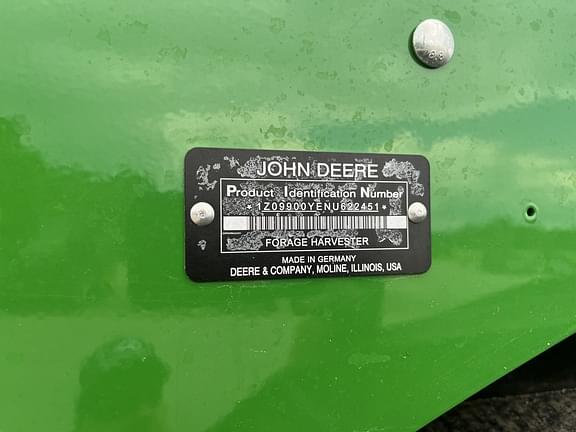 JOHN DEERE
Product Identification Number
*1Z09900YENU622451*
FORAGE HARVESTER
MADE IN GERMANY
DEERE & COMPANY, MOLINE, ILLINOIS, USA